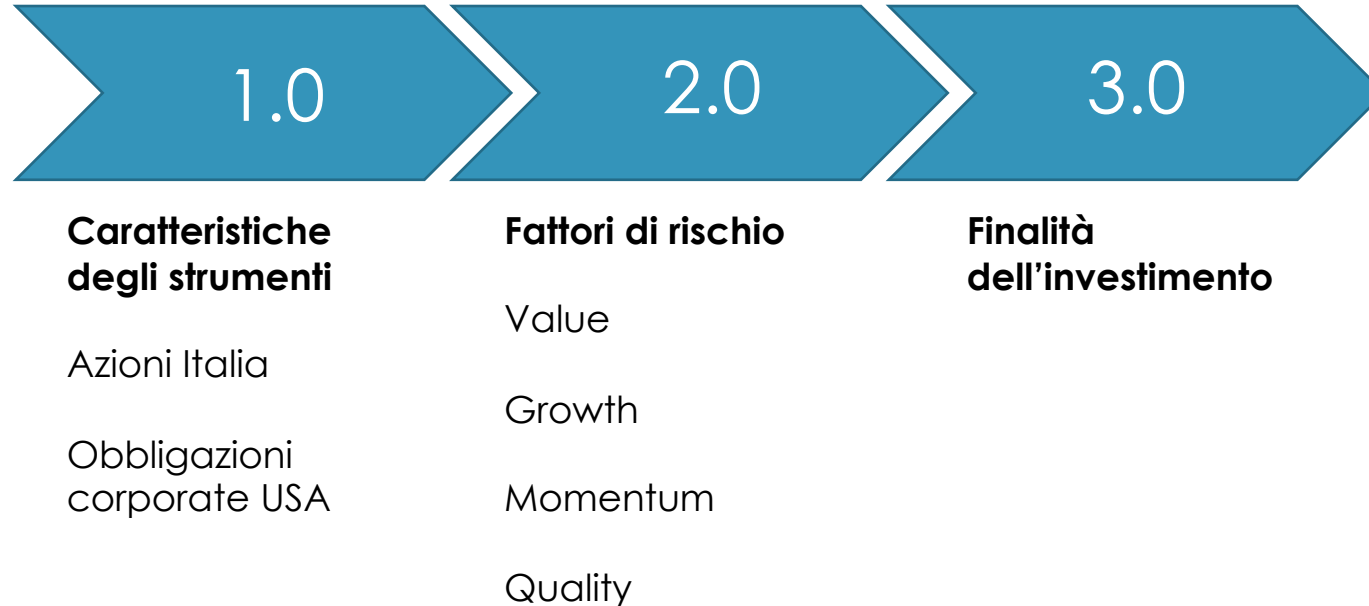 1.0
2.0
3.0
Caratteristiche
degli strumenti
Azioni Italia
Obbligazioni
corporate USA
Fattori di rischio
Value
Growth
Momentum
Quality
Finalità
dell’investimento